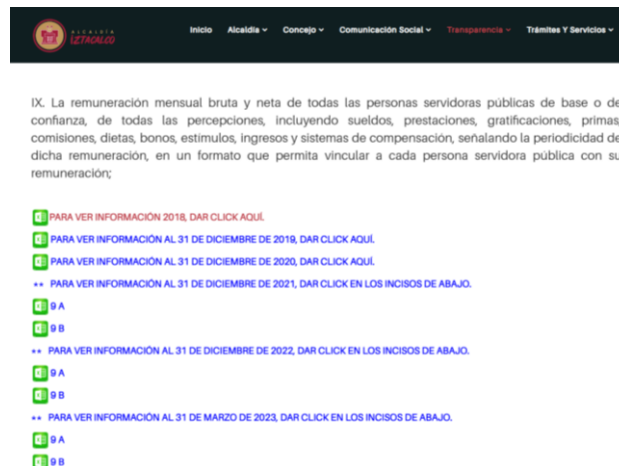 ALCALDÍA
IZTACALCO
Inicio Alcaldia Concejo Comunicación Social Transparencia Trámites Y Servicios
IX. La remuneración mensual bruta y neta de todas las personas servidoras públicas de base o de
confianza, de todas las percepciones, incluyendo sueldos, prestaciones, gratificaciones, primas,
comisiones, dietas, bonos, estímulos, ingresos y sistemas de compensación, señalando la periodicidad de
dicha remuneración, en un formato que permita vincular a cada persona servidora pública con su
remuneración;
PARA VER INFORMACIÓN 2018, DAR CLICK AQUÍ.
PARA VER INFORMACIÓN AL 31 DE DICIEMBRE DE 2019, DAR CLICK AQUÍ.
PARA VER INFORMACIÓN AL 31 DE DICIEMBRE DE 2020, DAR CLICK AQUÍ.
** PARA VER INFORMACIÓN AL 31 DE DICIEMBRE DE 2021, DAR CLICK EN LOS INCISOS DE ABAJO.
9 A
9 B
** PARA VER INFORMACIÓN AL 31 DE DICIEMBRE DE 2022, DAR CLICK EN LOS INCISOS DE ABAJO.
9 A
9 B
** PARA VER INFORMACIÓN AL 31 DE MARZO DE 2023, DAR CLICK EN LOS INCISOS DE ABAJO.
9 A
9 B